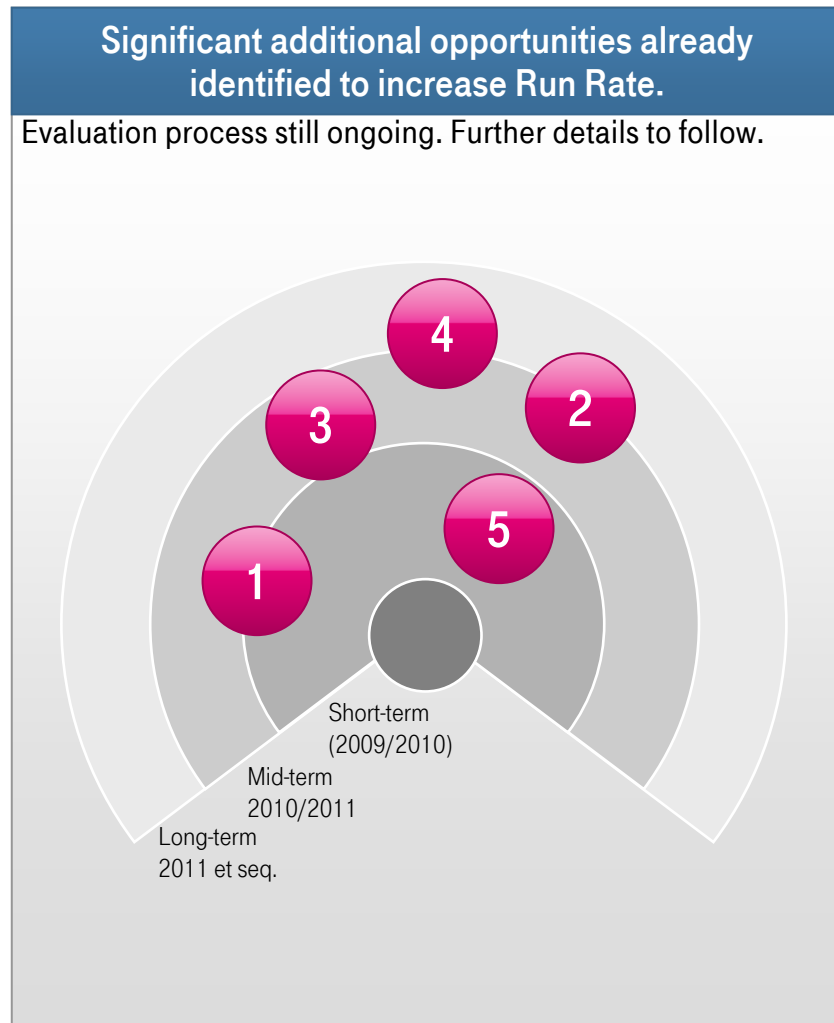 Significant additional opportunities already
identified to increase Run Rate.
Evaluation process still ongoing. Further details to follow.
4
2
3
5
1
Short-term
(2009/2010)
Mid-term
2010/2011
Long-term
2011 et seq.